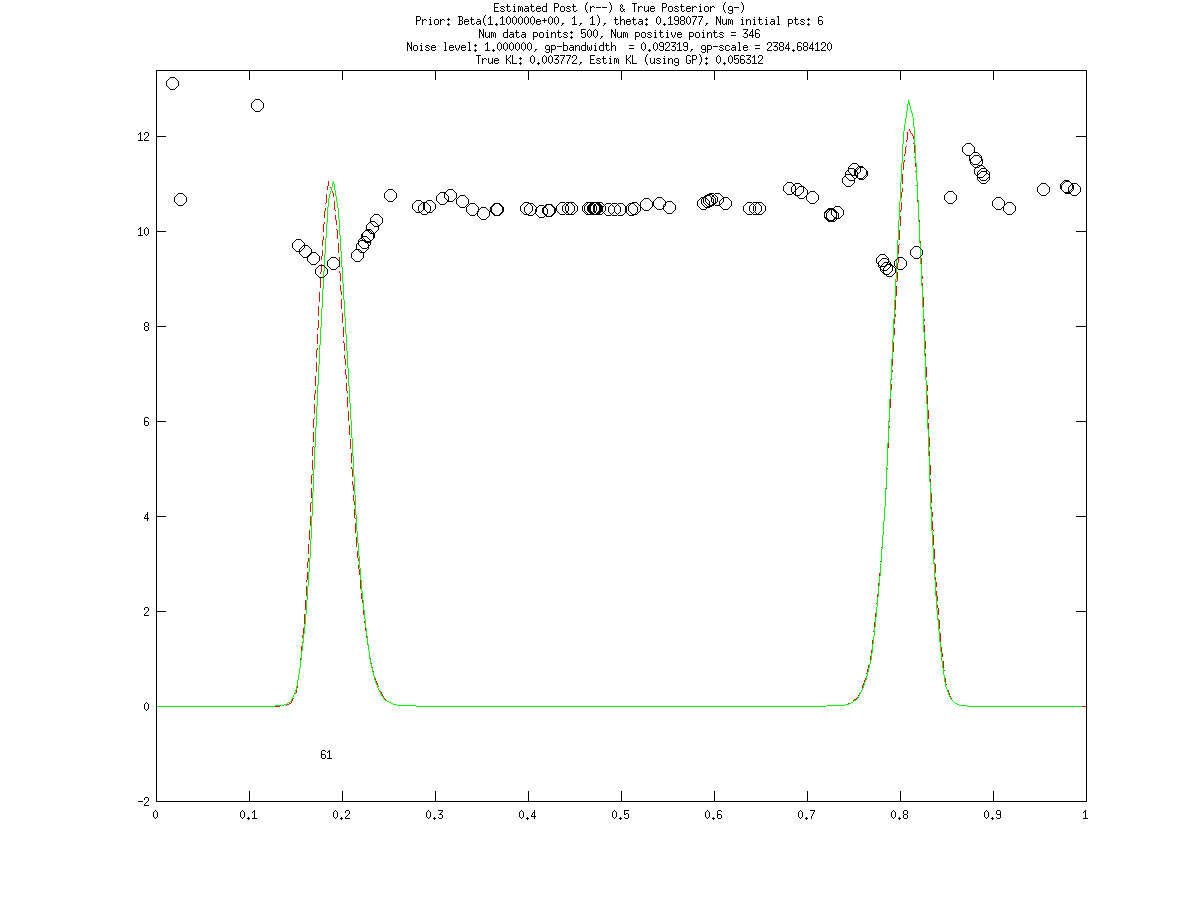 Estimated Post (r--) & True Posterior (g-)
Prior: Beta(1.100000e+00, 1, 1), theta: 0.198077, Num initial pts: 6
Num data points: 500, Num positive points = 346
Noise level: 1.000000, gp-bandwidth  = 0.092319, gp-scale = 2384.684120
True KL: 0.003772, Estim KL (using GP): 0.056312
12
10
8
6
4
2
0
61
-2
0 0.1 0.2 0.3 0.4 0.5 0.6 0.7 0.8 0.9 1